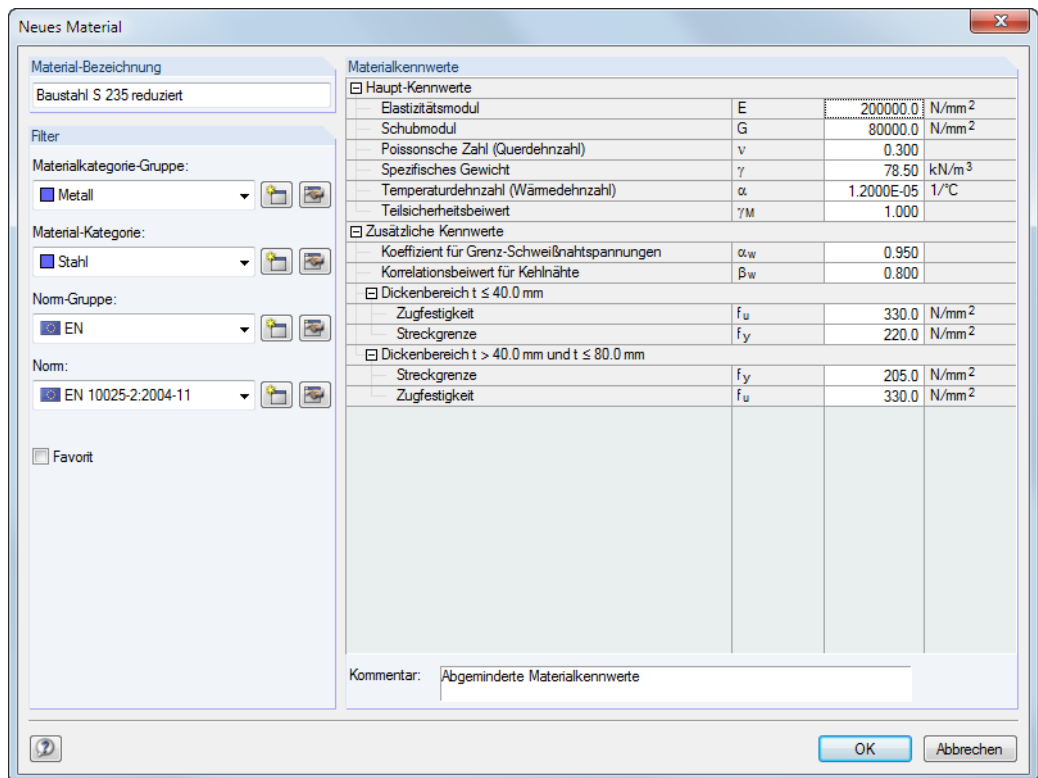 Neues Material
Material-Bezeichnung
Baustahl S 235 reduziert
Filter
Materialkategorie-Gruppe:
Metall
Material-Kategorie:
Stahl
Norm-Gruppe:
EN
Norm:
EN 10025-2:2004-11
Favorit
Materialkennwerte
Haupt-Kennwerte
Elastizitätsmodul E 200000.0 N/mm²
Schubmodul G 80000.0 N/mm²
Poissonsche Zahl (Querdehnzahl) ν 0.300
Spezifisches Gewicht γ 78.50 kN/m³
Temperaturdehnzahl (Wärmedehnzahl) α 1.2000E-05 1/°C
Teilsicherheitsbeiwert γM 1.000
Zusätzliche Kennwerte
Koeffizient für Grenz-Schweißnahtspannungen αw 0.950
Korrelationsbeiwert für Kehlnähte βw 0.800
Dickenbereich t ≤ 40.0 mm
Zugfestigkeit fu 330.0 N/mm²
Streckgrenze fy 220.0 N/mm²
Dickenbereich t > 40.0 mm und t ≤ 80.0 mm
Streckgrenze fy 205.0 N/mm²
Zugfestigkeit fu 330.0 N/mm²
Kommentar: Abgeminderte Materialkennwerte
OK Abbrechen